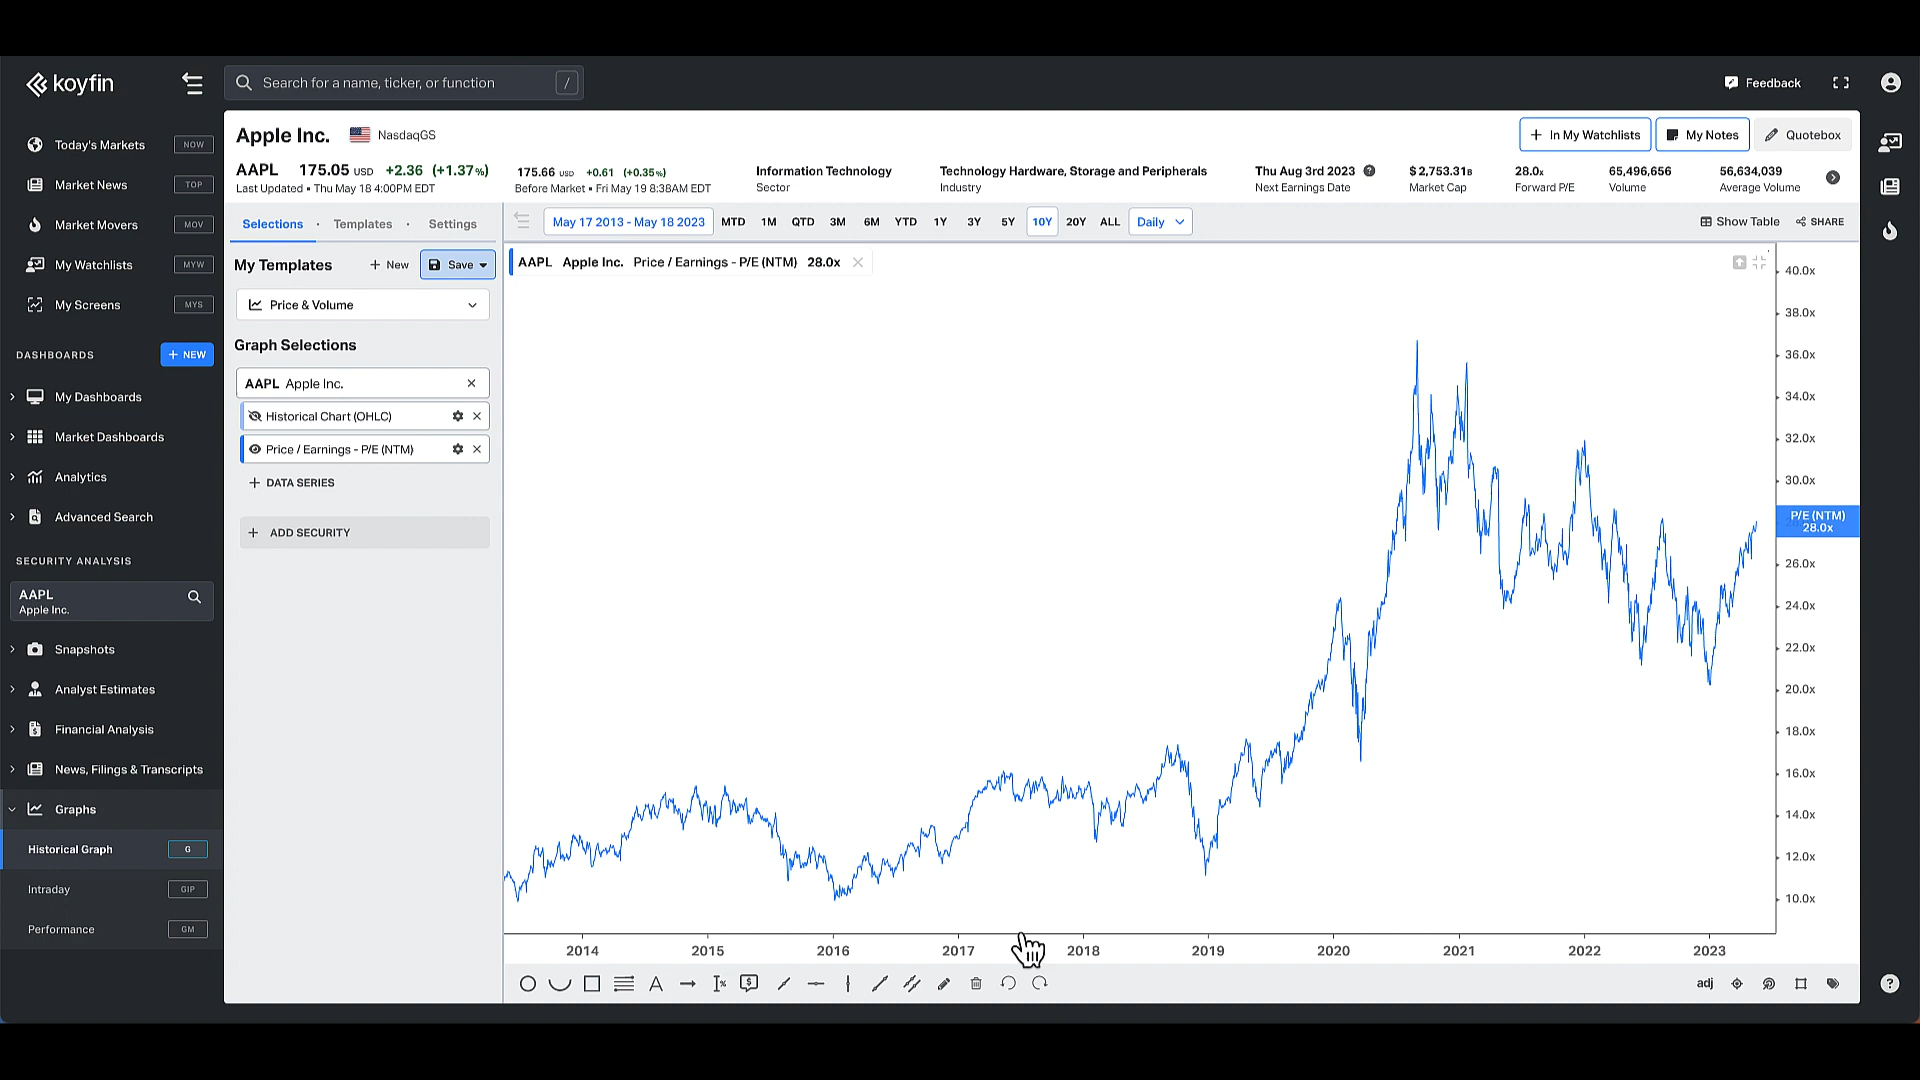 koyfin
Search for a name, ticker, or function /
Feedback
Today's Markets NOW
Market News TOP
Market Movers MOV
My Watchlists MYW
My Screens MYS
DASHBOARDS + NEW
My Dashboards
Market Dashboards
Analytics
Advanced Search
SECURITY ANALYSIS
AAPL
Apple Inc.
Snapshots
Analyst Estimates
Financial Analysis
News, Filings & Transcripts
Graphs
Historical Graph G
Intraday GIP
Performance GM
Apple Inc. NasdaqGS
+ In My Watchlists My Notes Quotebox
AAPL 175.05 USD +2.36 (+1.37%)
Last Updated • Thu May 18 4:00PM EDT
175.66 USD +0.61 (+0.35%)
Before Market • Fri May 19 8:38AM EDT
Information Technology
Sector
Technology Hardware, Storage and Peripherals
Industry
Thu Aug 3rd 2023
Next Earnings Date
$ 2,753.31B
Market Cap
28.0x
Forward P/E
65,496,656
Volume
56,634,039
Average Volume
Selections · Templates · Settings
May 17 2013 - May 18 2023 MTD 1M QTD 3M 6M YTD 1Y 3Y 5Y 10Y 20Y ALL Daily
Show Table SHARE
My Templates + New Save
Price & Volume
Graph Selections
AAPL Apple Inc.
Historical Chart (OHLC)
Price / Earnings - P/E (NTM)
+ DATA SERIES
+ ADD SECURITY
AAPL Apple Inc. Price / Earnings - P/E (NTM) 28.0x
40.0x
38.0x
36.0x
34.0x
32.0x
30.0x
P/E (NTM)
28.0x
26.0x
24.0x
22.0x
20.0x
18.0x
16.0x
14.0x
12.0x
10.0x
2014 2015 2016 2017 2018 2019 2020 2021 2022 2023
A adj